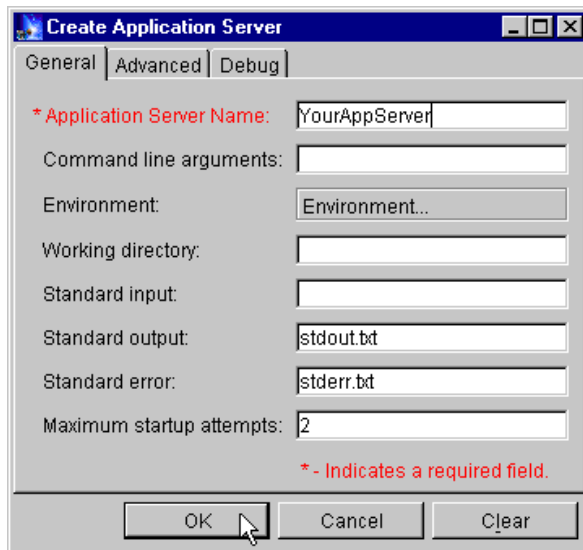 Create Application Server
General Advanced Debug
* Application Server Name: YourAppServer
Command line arguments:
Environment: Environment...
Working directory:
Standard input:
Standard output: stdout.txt
Standard error: stderr.txt
Maximum startup attempts: 2
* - Indicates a required field.
OK Cancel Clear